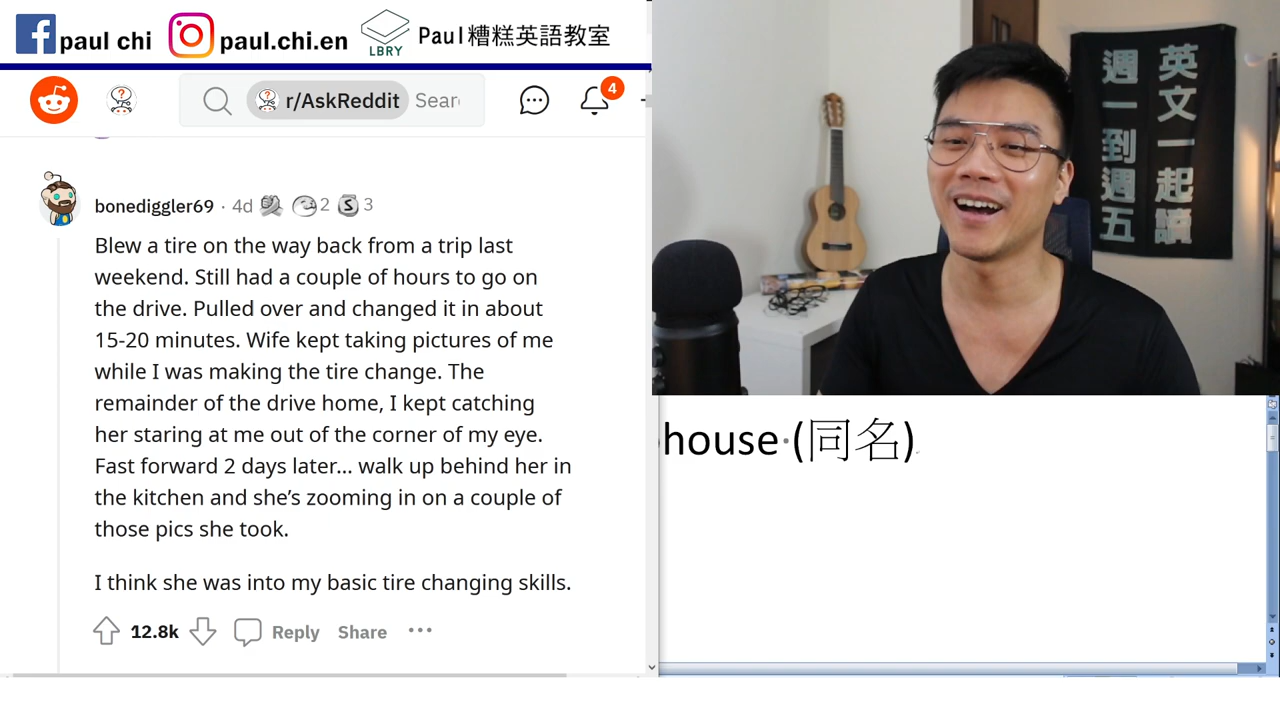 paul chi
paul.chi.en
LBRY
Paul糟糕英語教室
r/AskReddit
Sear
4
bonediggler69 · 4d 2 S 3
Blew a tire on the way back from a trip last
weekend. Still had a couple of hours to go on
the drive. Pulled over and changed it in about
15-20 minutes. Wife kept taking pictures of me
while I was making the tire change. The
remainder of the drive home, I kept catching
her staring at me out of the corner of my eye.
Fast forward 2 days later... walk up behind her in
the kitchen and she’s zooming in on a couple of
those pics she took.
I think she was into my basic tire changing skills.
12.8k Reply Share ···
英文一起讀
週一到週五
house·(同名)